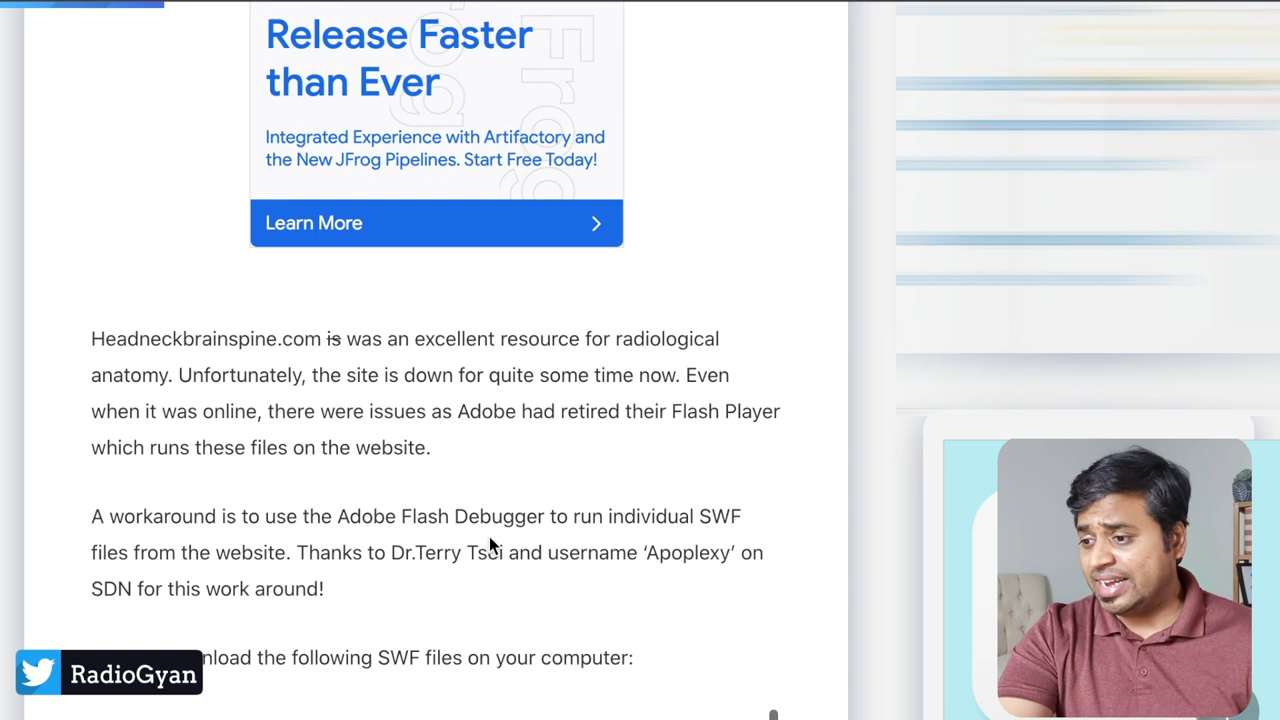 Release Faster
than Ever
Integrated Experience with Artifactory and
the New JFrog Pipelines. Start Free Today!
Learn More
Headneckbrainspine.com is was an excellent resource for radiological
anatomy. Unfortunately, the site is down for quite some time now. Even
when it was online, there were issues as Adobe had retired their Flash Player
which runs these files on the website.
A workaround is to use the Adobe Flash Debugger to run individual SWF
files from the website. Thanks to Dr.Terry and username ‘Apoplexy’ on
SDN for this work around!
the following SWF files on your computer:
RadioGyan